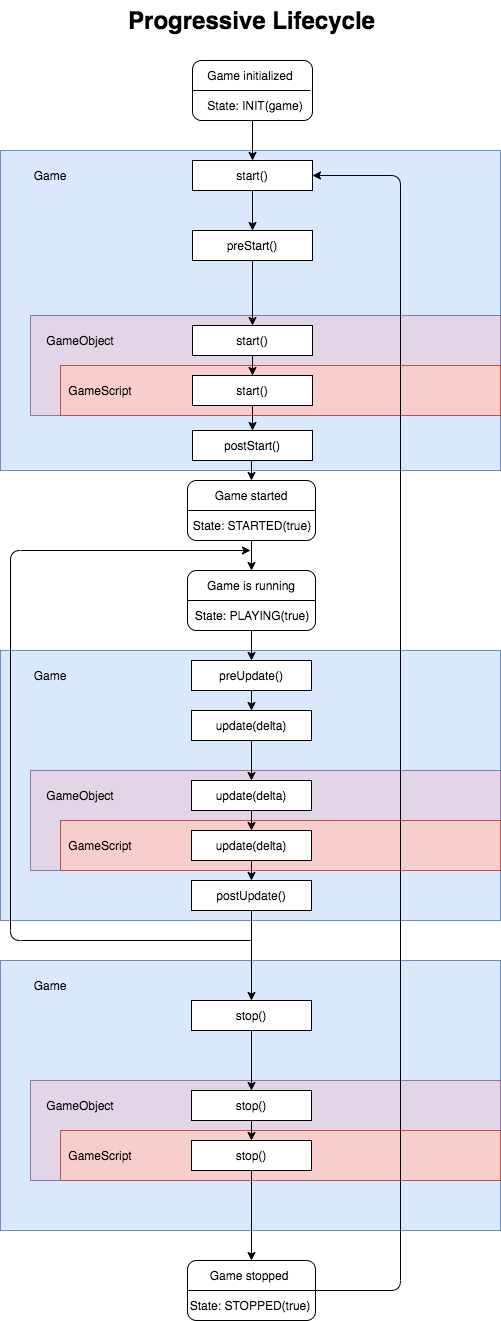 Progressive Lifecycle
Game initialized
State: INIT(game)
Game
start()
preStart()
GameObject
start()
GameScript
start()
postStart()
Game started
State: STARTED(true)
Game is running
State: PLAYING(true)
Game
preUpdate()
update(delta)
GameObject
update(delta)
GameScript
update(delta)
postUpdate()
Game
stop()
GameObject
stop()
GameScript
stop()
Game stopped
State: STOPPED(true)